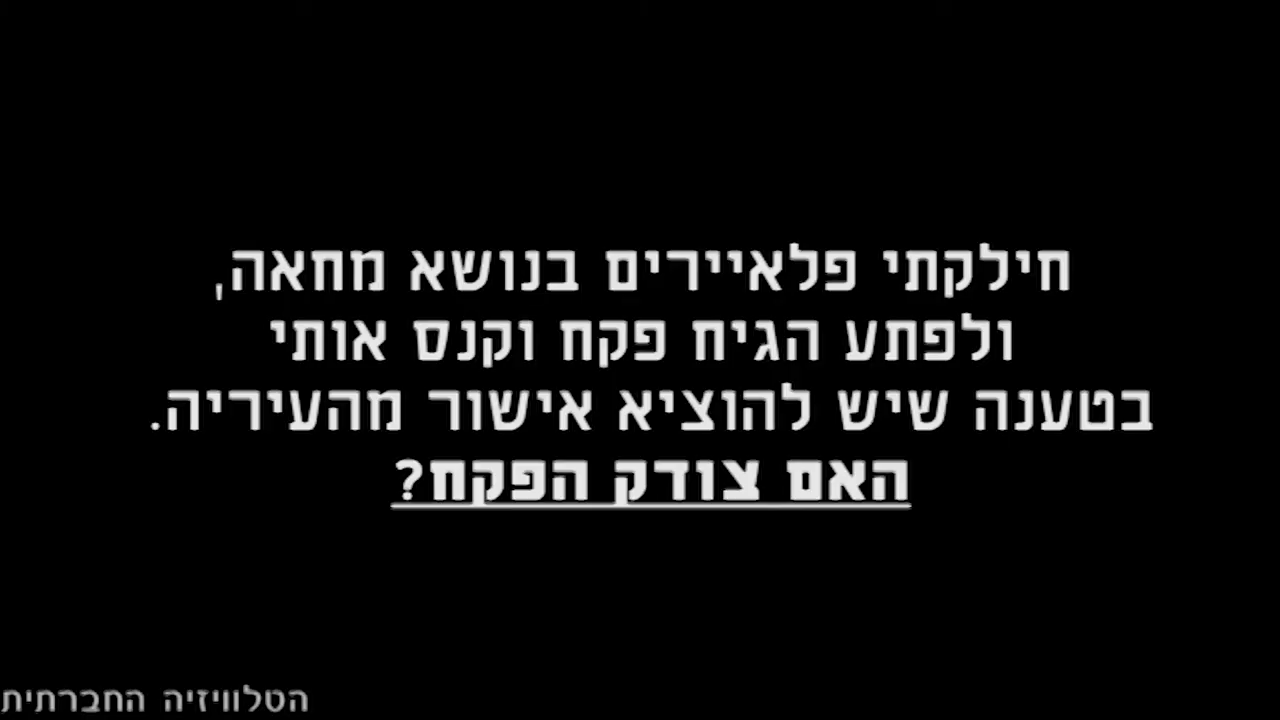 חילקתי פלאיירים בנושא מחאה,
ולפתע הגיח פקח וקנס אותי
בטענה שיש להוציא אישור מהעיריה.
האם צודק הפקח?
הטלוויזיה החברתית